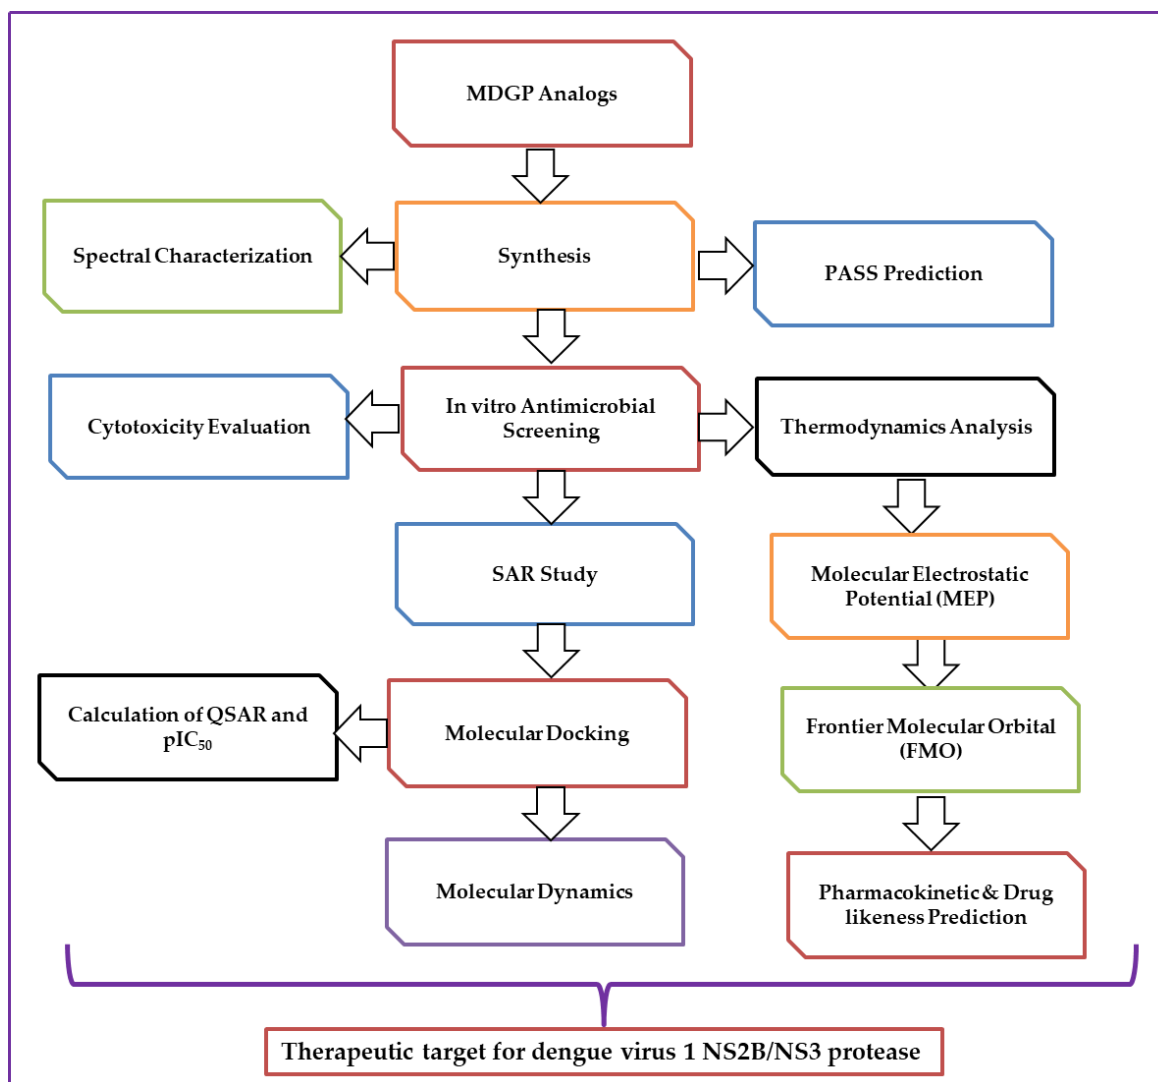 MDGP Analogs
Spectral Characterization
Synthesis
PASS Prediction
Cytotoxicity Evaluation
In vitro Antimicrobial
Screening
Thermodynamics Analysis
SAR Study
Molecular Electrostatic
Potential (MEP)
Calculation of QSAR and
pIC₅₀
Molecular Docking
Frontier Molecular Orbital
(FMO)
Molecular Dynamics
Pharmacokinetic & Drug
likeness Prediction
Therapeutic target for dengue virus 1 NS2B/NS3 protease